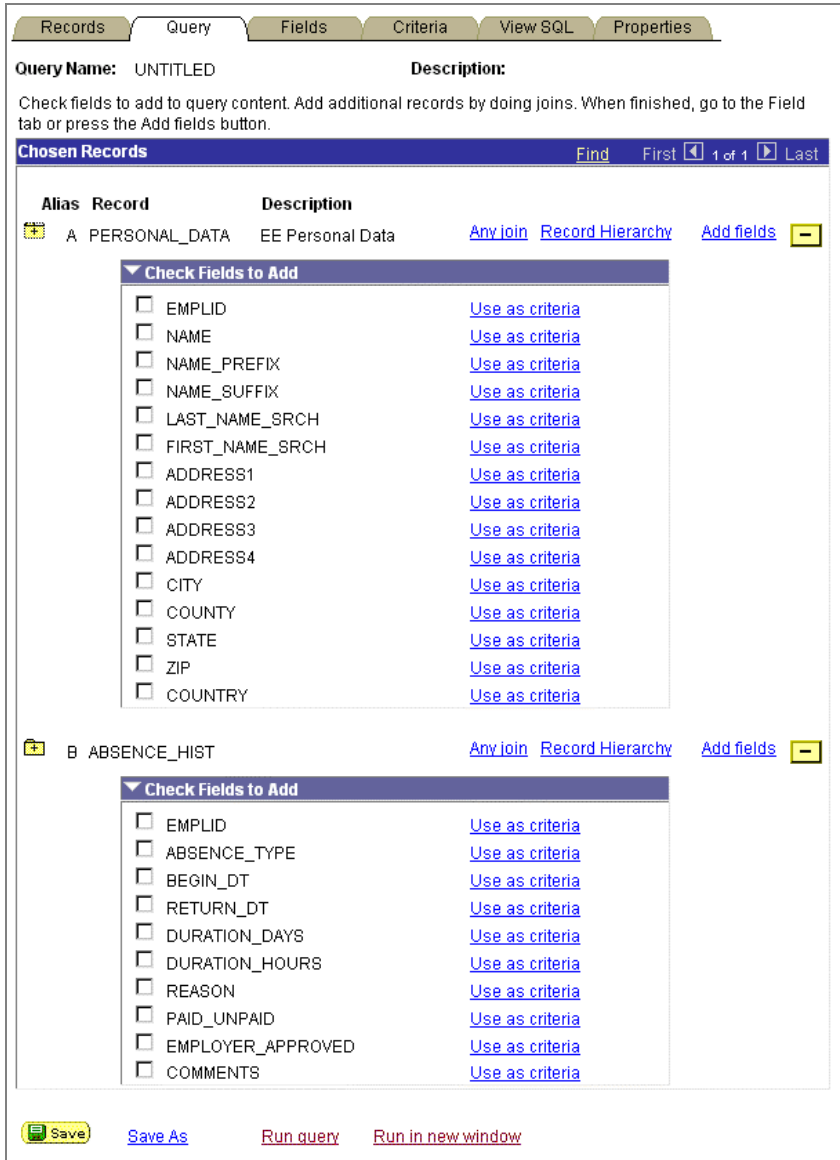 Records Query Fields Criteria View SQL Properties
Query Name: UNTITLED Description:
Check fields to add to query content. Add additional records by doing joins. When finished, go to the Field
tab or press the Add fields button.
Chosen Records Find First 1 of 1 Last
Alias Record Description
A PERSONAL_DATA EE Personal Data Any join Record Hierarchy Add fields
Check Fields to Add
EMPLID Use as criteria
NAME Use as criteria
NAME_PREFIX Use as criteria
NAME_SUFFIX Use as criteria
LAST_NAME_SRCH Use as criteria
FIRST_NAME_SRCH Use as criteria
ADDRESS1 Use as criteria
ADDRESS2 Use as criteria
ADDRESS3 Use as criteria
ADDRESS4 Use as criteria
CITY Use as criteria
COUNTY Use as criteria
STATE Use as criteria
ZIP Use as criteria
COUNTRY Use as criteria
B ABSENCE_HIST Any join Record Hierarchy Add fields
Check Fields to Add
EMPLID Use as criteria
ABSENCE_TYPE Use as criteria
BEGIN_DT Use as criteria
RETURN_DT Use as criteria
DURATION_DAYS Use as criteria
DURATION_HOURS Use as criteria
REASON Use as criteria
PAID_UNPAID Use as criteria
EMPLOYER_APPROVED Use as criteria
COMMENTS Use as criteria
Save Save As Run query Run in new window